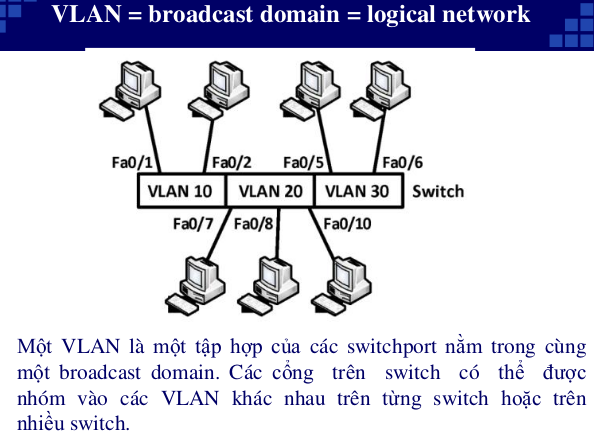 VLAN = broadcast domain = logical network
Fa0/1 Fa0/2 Fa0/5 Fa0/6
VLAN 10 VLAN 20 VLAN 30 Switch
Fa0/7 Fa0/8 Fa0/10
Một VLAN là một tập hợp của các switchport nằm trong cùng
một broadcast domain. Các cổng trên switch có thể được
nhóm vào các VLAN khác nhau trên từng switch hoặc trên
nhiều switch.